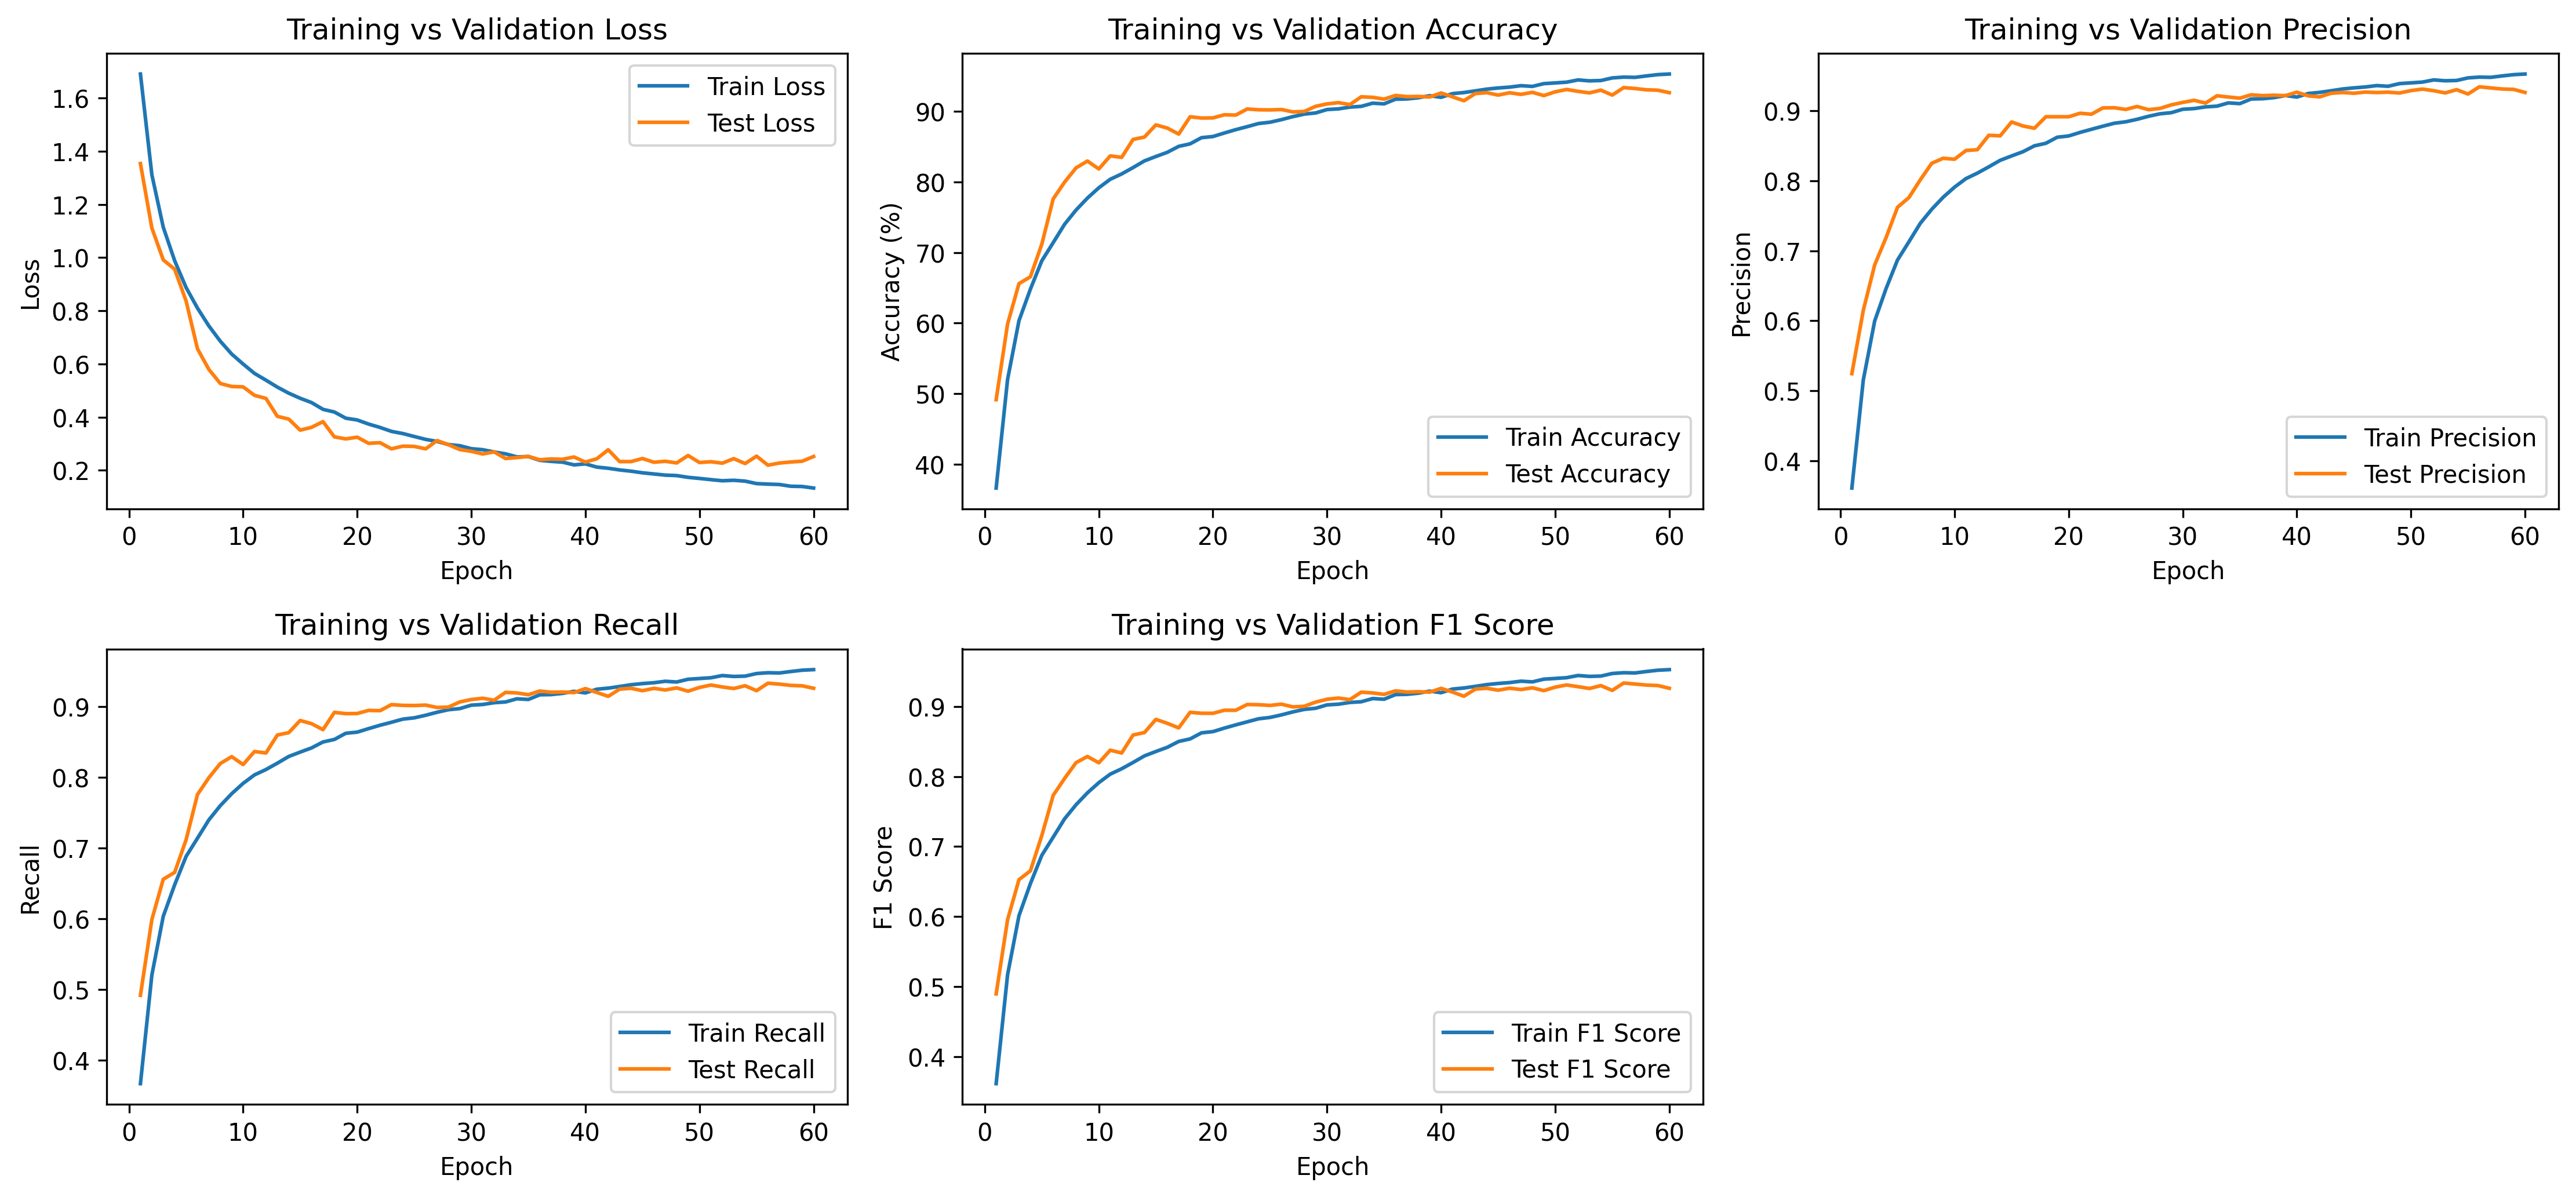 Training vs Validation Loss
Loss
1.6
1.4
1.2
1.0
0.8
0.6
0.4
0.2
Train Loss
Test Loss
0 10 20 30 40 50 60
Epoch
Training vs Validation Accuracy
Accuracy (%)
90
80
70
60
50
40
Train Accuracy
Test Accuracy
0 10 20 30 40 50 60
Epoch
Training vs Validation Precision
Precision
0.9
0.8
0.7
0.6
0.5
0.4
Train Precision
Test Precision
0 10 20 30 40 50 60
Epoch
Training vs Validation Recall
Recall
0.9
0.8
0.7
0.6
0.5
0.4
Train Recall
Test Recall
0 10 20 30 40 50 60
Epoch
Training vs Validation F1 Score
F1 Score
0.9
0.8
0.7
0.6
0.5
0.4
Train F1 Score
Test F1 Score
0 10 20 30 40 50 60
Epoch